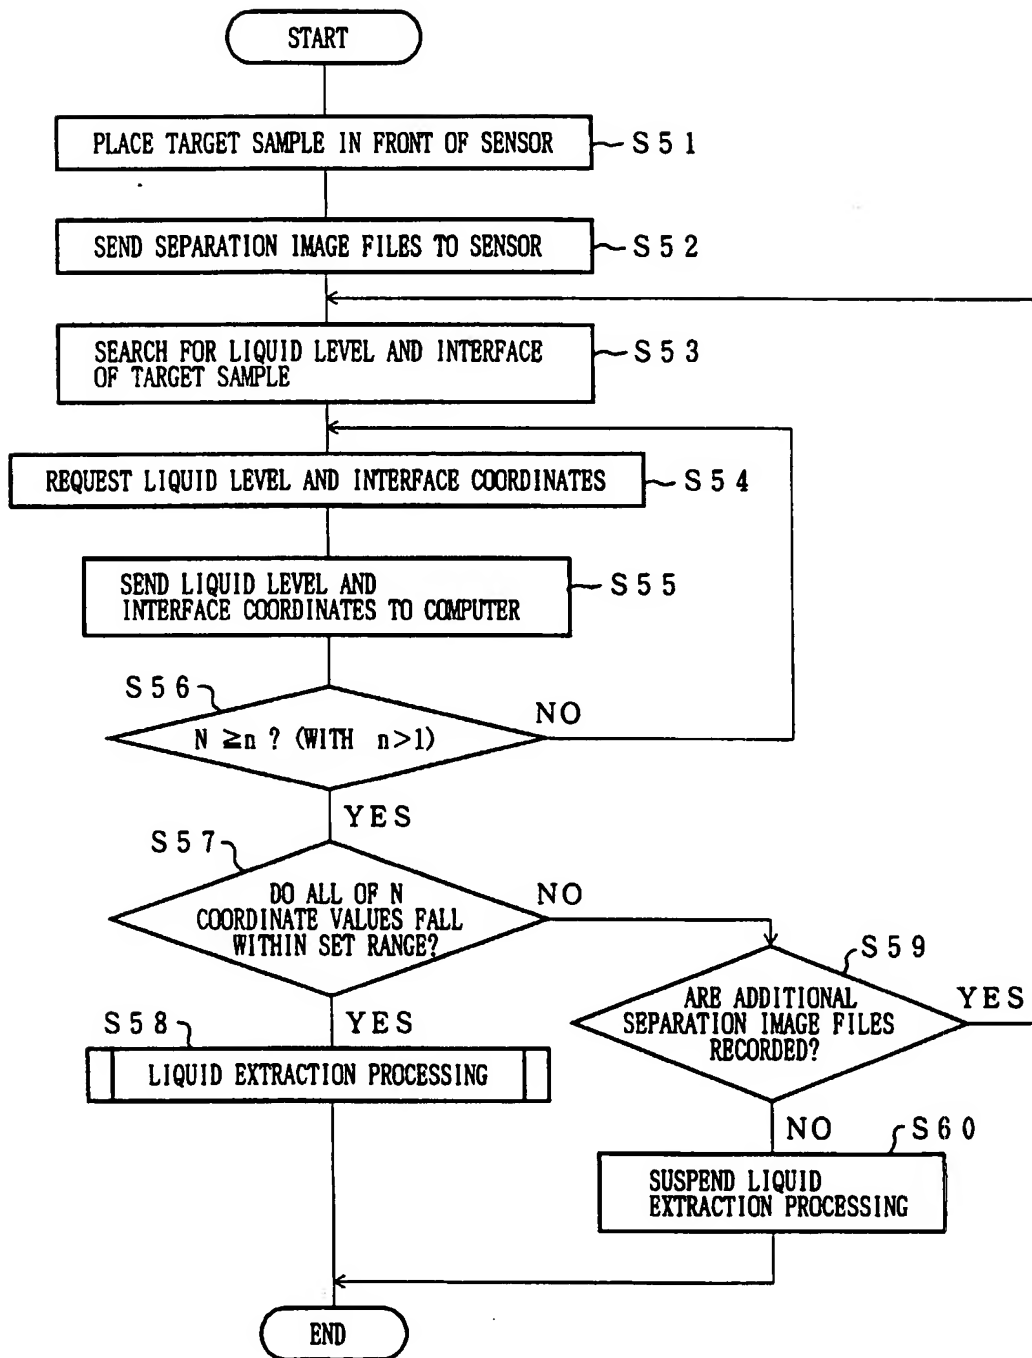 START
PLACE TARGET SAMPLE IN FRONT OF SENSOR
S51
SEND SEPARATION IMAGE FILES TO SENSOR
S52
SEARCH FOR LIQUID LEVEL AND INTERFACE
OF TARGET SAMPLE
S53
REQUEST LIQUID LEVEL AND INTERFACE COORDINATES
S54
SEND LIQUID LEVEL AND
INTERFACE COORDINATES TO COMPUTER
S55
S56
N ≧n ? (WITH n>1)
NO
YES
S57
DO ALL OF N
COORDINATE VALUES FALL
WITHIN SET RANGE?
NO
YES
S58
LIQUID EXTRACTION PROCESSING
S59
ARE ADDITIONAL
SEPARATION IMAGE FILES
RECORDED?
YES
NO
S60
SUSPEND LIQUID
EXTRACTION PROCESSING
END